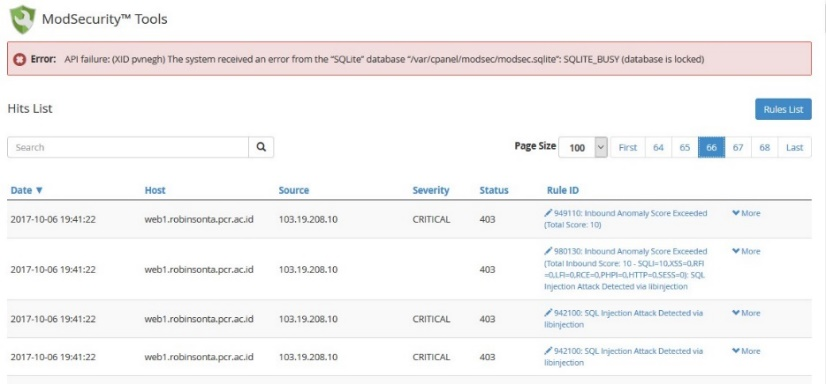 ModSecurity™ Tools
Error: API failure: (XID pvnegh) The system received an error from the "SQLite" database "/var/cpanel/modsec/modsec.sqlite": SQLITE_BUSY (database is locked)
Hits List
Rules List
Search
Page Size 100 First 64 65 66 67 68 Last
Date ▼ Host Source Severity Status Rule ID
2017-10-06 19:41:22 web1.robinsonta.pcr.ac.id 103.19.208.10 CRITICAL 403 949110: Inbound Anomaly Score Exceeded More
(Total Score: 10)
980130: Inbound Anomaly Score Exceeded More
(Total Inbound Score: 10 - SQLI=10,XSS=0,RFI
2017-10-06 19:41:22 web1.robinsonta.pcr.ac.id 103.19.208.10 403 =0,LFI=0,RCE=0,PHPI=0,HTTP=0,SESS=0): SQL
Injection Attack Detected via libinjection
2017-10-06 19:41:22 web1.robinsonta.pcr.ac.id 103.19.208.10 CRITICAL 403 942100: SQL Injection Attack Detected via More
libinjection
2017-10-06 19:41:22 web1.robinsonta.pcr.ac.id 103.19.208.10 CRITICAL 403 942100: SQL Injection Attack Detected via More
libinjection